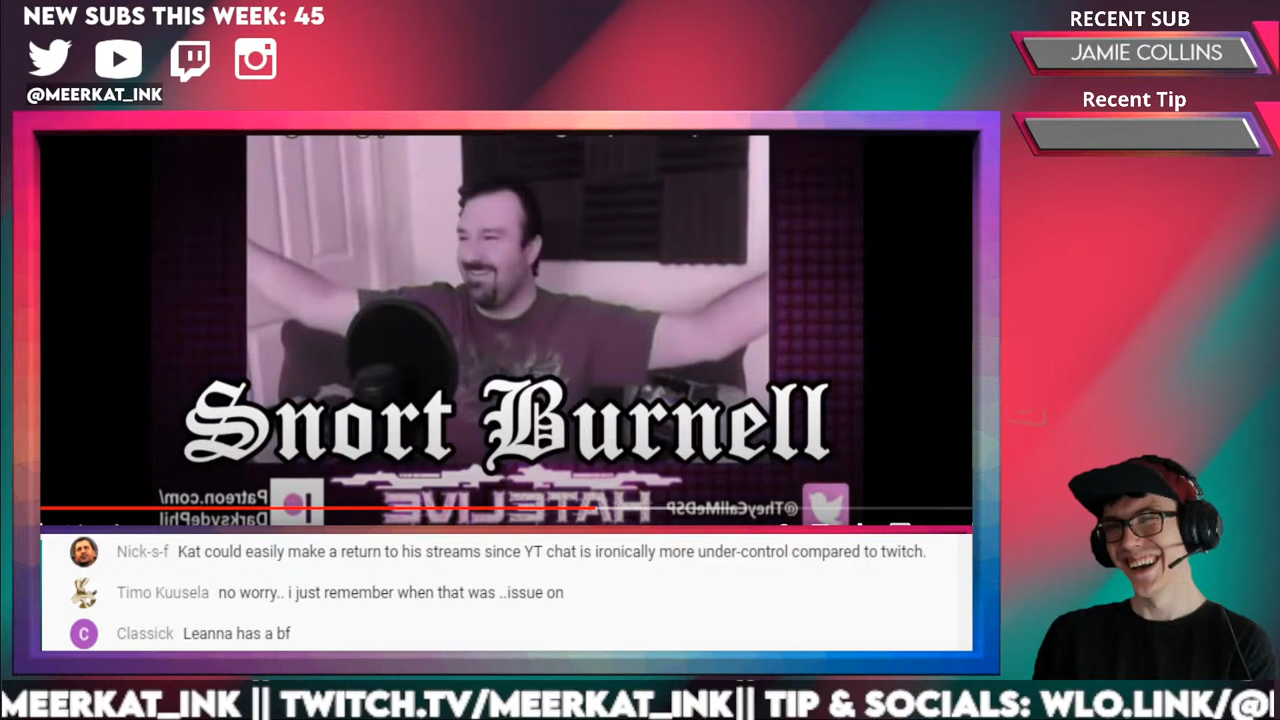 NEW SUBS THIS WEEK: 45
@MEERKAT_INK
RECENT SUB
JAMIE COLLINS
Recent Tip
Snort Burnell
Patreon.com/
DarksydePhil
HATELIVE
@TheyCallMeDSP
Nick-s-f Kat could easily make a return to his streams since YT chat is ironically more under-control compared to twitch.
Timo Kuusela no worry.. i just remember when that was ..issue on
C Classick Leanna has a bf
MEERKAT_INK || TWITCH.TV/MEERKAT_INK|| TIP & SOCIALS: WLO.LINK/@